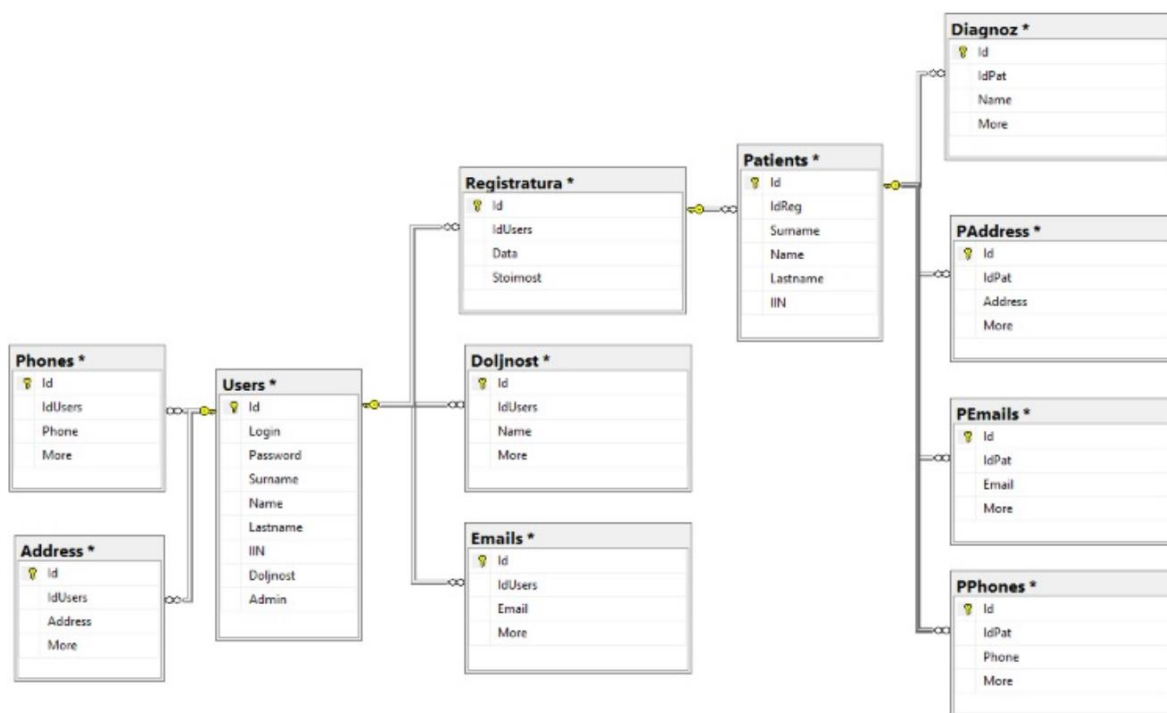 Diagnoz *
Id
IdPat
Name
More
Patients *
Id
IdReg
Surname
Name
Lastname
IIN
Registratura *
Id
IdUsers
Data
Stoimost
PAddress *
Id
IdPat
Address
More
Phones *
Id
IdUsers
Phone
More
Users *
Id
Login
Password
Surname
Name
Lastname
IIN
Doljnost
Admin
Doljnost *
Id
IdUsers
Name
More
PEmails *
Id
IdPat
Email
More
Address *
Id
IdUsers
Address
More
Emails *
Id
IdUsers
Email
More
PPhones *
Id
IdPat
Phone
More